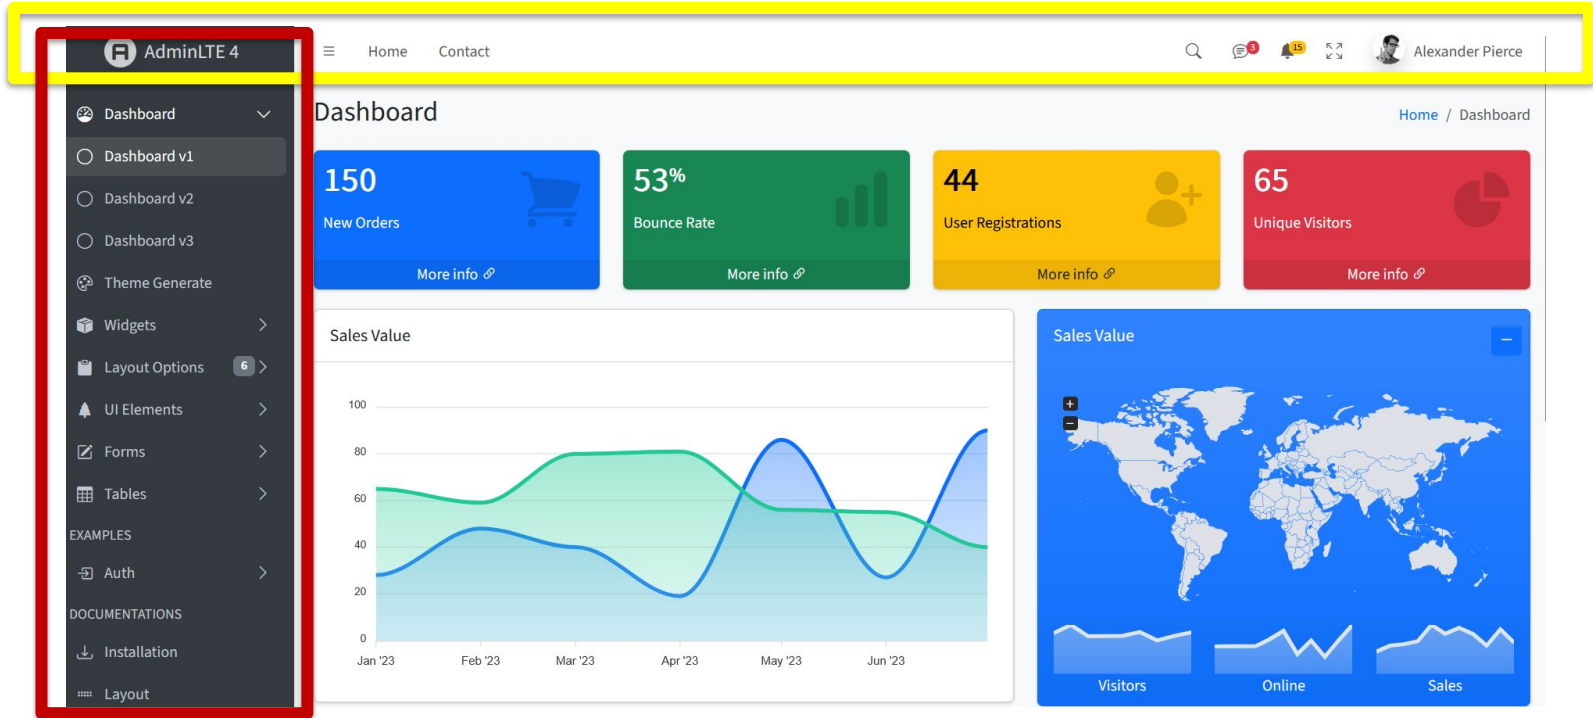 AdminLTE 4
Home Contact
3
15
Alexander Pierce
Dashboard
Dashboard v1
Dashboard v2
Dashboard v3
Theme Generate
Widgets
Layout Options 6
UI Elements
Forms
Tables
EXAMPLES
Auth
DOCUMENTATIONS
Installation
Layout
Dashboard
Home / Dashboard
150
New Orders
More info
53%
Bounce Rate
More info
44
User Registrations
More info
65
Unique Visitors
More info
Sales Value
100
80
60
40
20
0
Jan '23 Feb '23 Mar '23 Apr '23 May '23 Jun '23
Sales Value
+
−
Visitors Online Sales